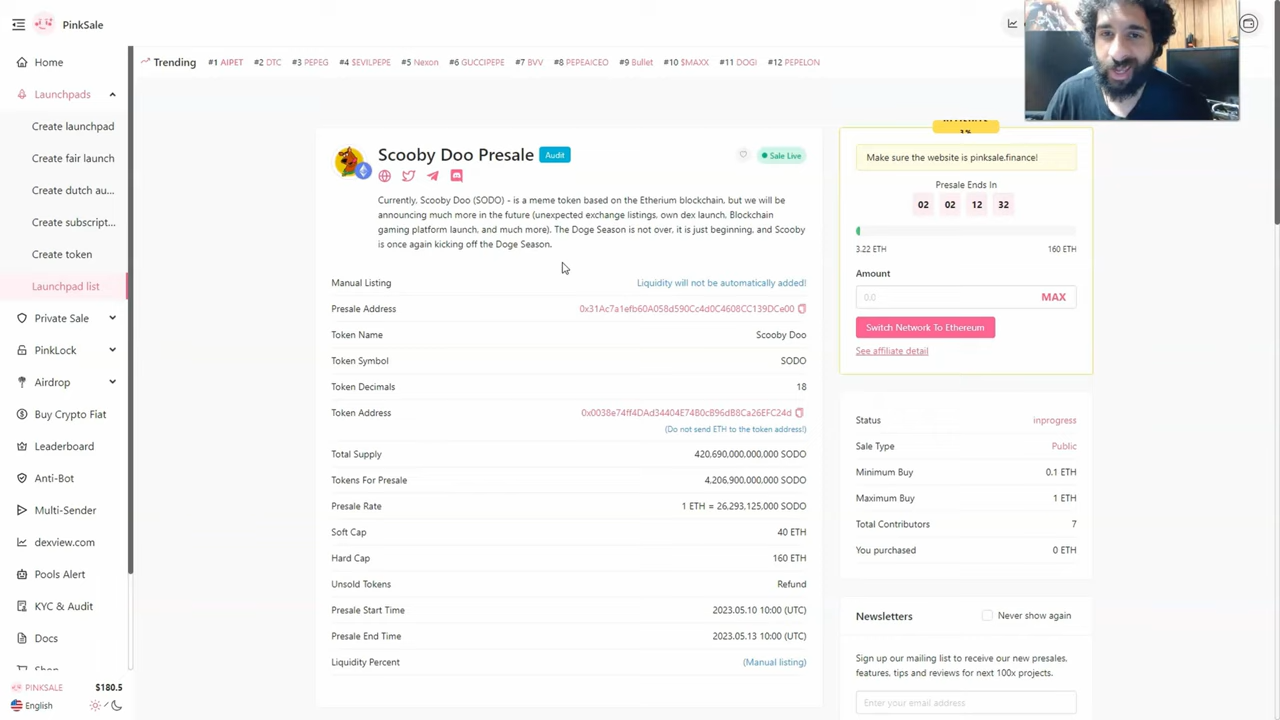 PinkSale
Home
Launchpads
Create launchpad
Create fair launch
Create dutch au...
Create subscript...
Create token
Launchpad list
Private Sale
PinkLock
Airdrop
Buy Crypto Fiat
Leaderboard
Anti-Bot
Multi-Sender
dexview.com
Pools Alert
KYC & Audit
Docs
PINKSALE $180.5
English
Trending #1 AIPET #2 DTC #3 PEPEG #4 $EVILPEPE #5 Nexon #6 GUCCIPEPE #7 BVV #8 PEPEAICEO #9 Bullet #10 $MAXX #11 DOGI #12 PEPELON
Scooby Doo Presale Audit Sale Live
Currently, Scooby Doo (SODO) - is a meme token based on the Etherium blockchain, but we will be
announcing much more in the future (unexpected exchange listings, own dex launch, Blockchain
gaming platform launch, and much more). The Doge Season is not over, it is just beginning, and Scooby
is once again kicking off the Doge Season.
Manual Listing Liquidity will not be automatically added!
Presale Address 0x31Ac7a1efb60A058d590Cc4d0C4608CC139DCe00
Token Name Scooby Doo
Token Symbol SODO
Token Decimals 18
Token Address 0x0038e74ff4DAd34404E74B0cB96dB8Ca26EFC24d
(Do not send ETH to the token address!)
Total Supply 420,690,000,000,000 SODO
Tokens For Presale 4,206,900,000,000 SODO
Presale Rate 1 ETH = 26,293,125,000 SODO
Soft Cap 40 ETH
Hard Cap 160 ETH
Unsold Tokens Refund
Presale Start Time 2023.05.10 10:00 (UTC)
Presale End Time 2023.05.13 10:00 (UTC)
Liquidity Percent (Manual listing)
3 %
Make sure the website is pinksale.finance!
Presale Ends In
02 02 12 32
3.22 ETH 160 ETH
Amount
0.0 MAX
Switch Network To Ethereum
See affiliate detail
Status inprogress
Sale Type Public
Minimum Buy 0.1 ETH
Maximum Buy 1 ETH
Total Contributors 7
You purchased 0 ETH
Newsletters Never show again
Sign up our mailing list to receive our new presales,
features, tips and reviews for next 100x projects.
Enter your email address